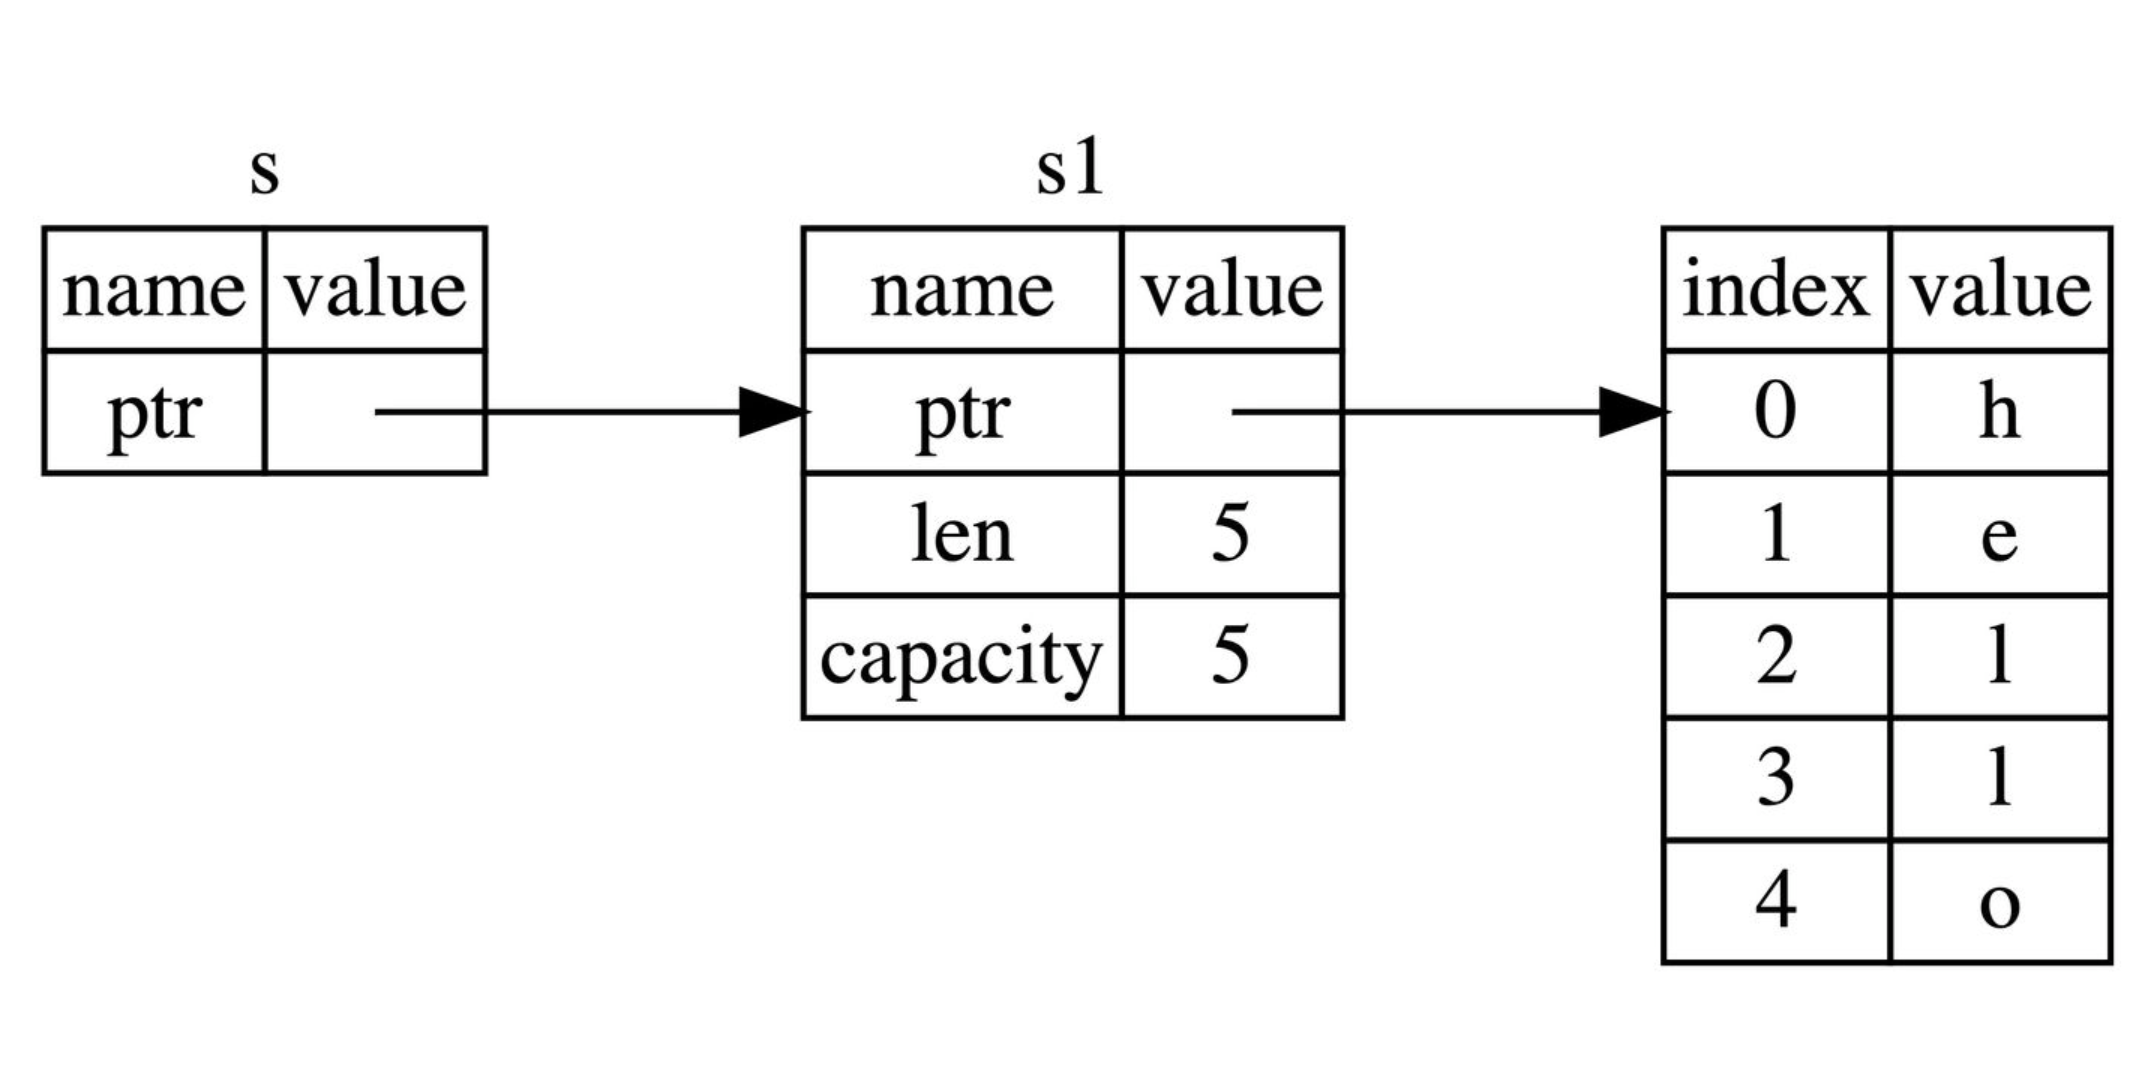 s
name value
ptr
s1
name value
ptr
len 5
capacity 5
index value
0 h
1 e
2 l
3 l
4 o